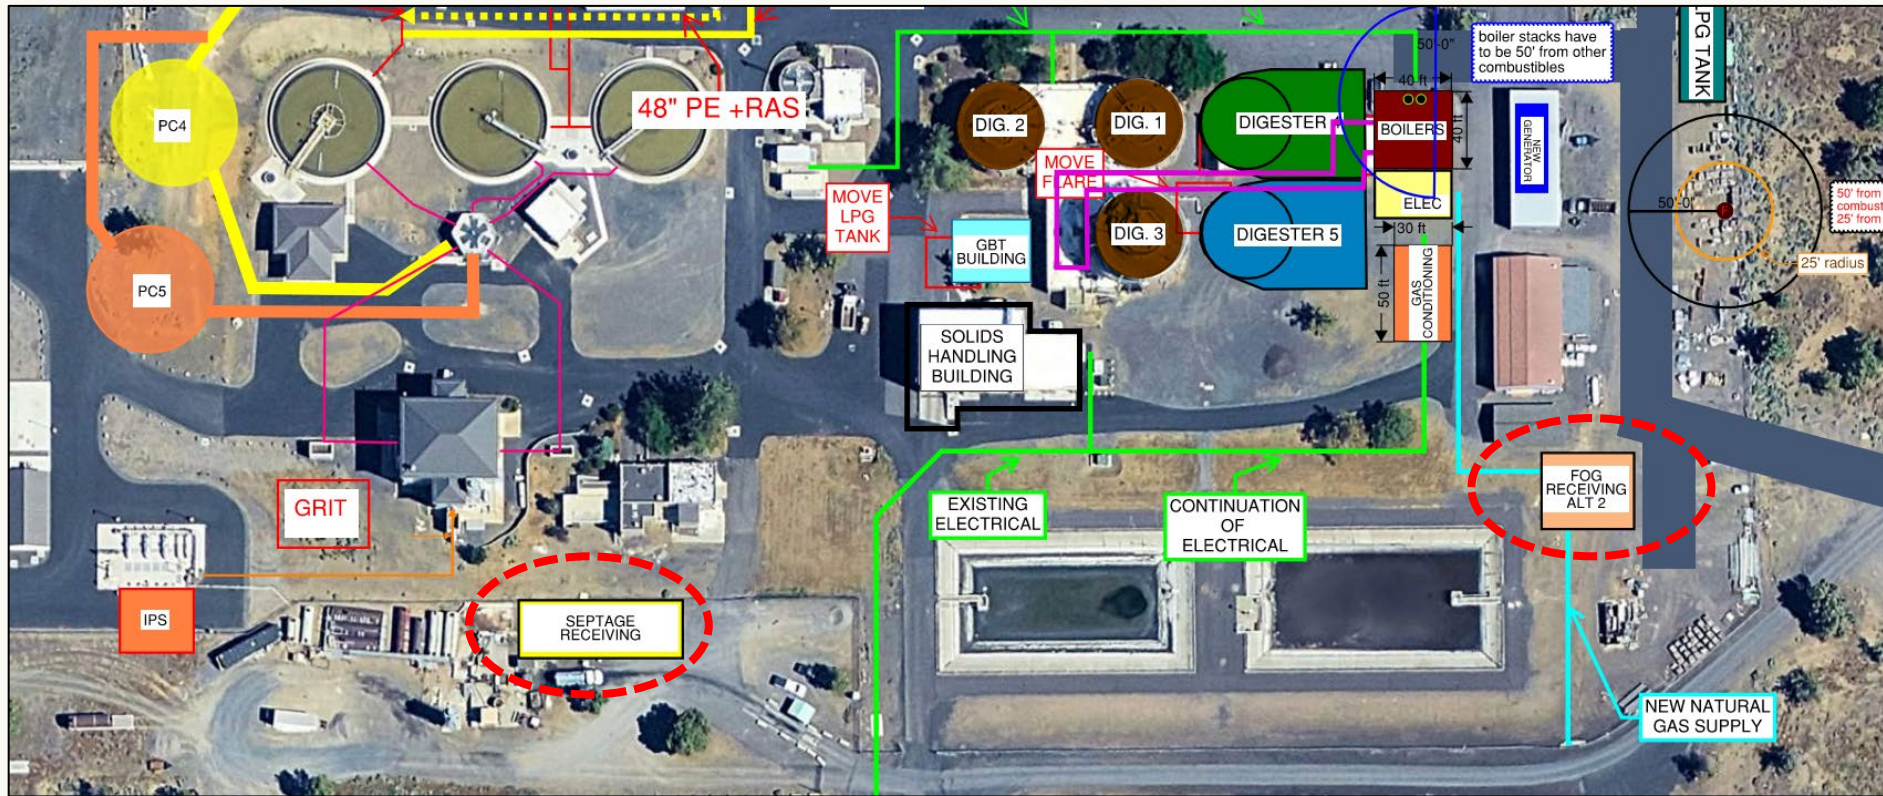 PC4
48" PE +RAS
DIG. 2
DIG. 1
DIGESTER
BOILERS
40 ft
40 ft
50'-0"
boiler stacks have
to be 50' from other
combustibles
LPG TANK
NEW
GENERATOR
MOVE
FLARE
MOVE
LPG
TANK
GBT
BUILDING
DIG. 3
DIGESTER 5
ELEC
30 ft
50 ft
GAS
CONDITIONING
50'-0"
50' from
25' from
25' radius
PC5
SOLIDS
HANDLING
BUILDING
GRIT
EXISTING
ELECTRICAL
CONTINUATION
OF
ELECTRICAL
FOG
RECEIVING
ALT 2
IPS
SEPTAGE
RECEIVING
NEW NATURAL
GAS SUPPLY